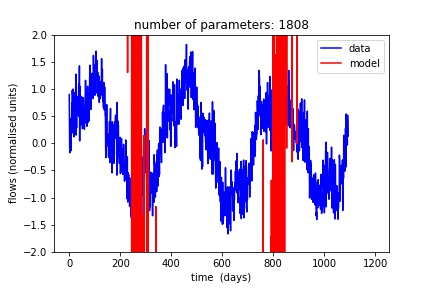 number of parameters: 1808
2.0
1.5
1.0
0.5
0.0
−0.5
−1.0
−1.5
−2.0
flows (normalised units)
data
model
0 200 400 600 800 1000 1200
time (days)